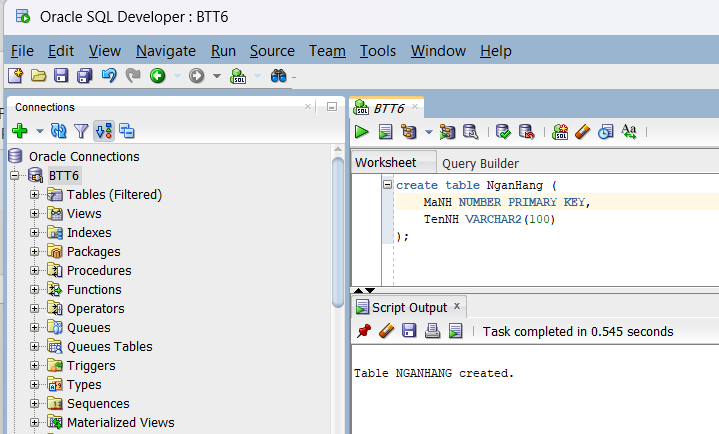 Oracle SQL Developer : BTT6
File Edit View Navigate Run Source Team Tools Window Help
SQL
Connections
Oracle Connections
BTT6
Tables (Filtered)
Views
Indexes
Packages
Procedures
Functions
Operators
Queues
Queues Tables
Triggers
Types
Sequences
Materialized Views
BTT6
Aa
Worksheet Query Builder
create table NganHang (
MaNH NUMBER PRIMARY KEY,
TenNH VARCHAR2(100)
);
Script Output
Task completed in 0.545 seconds
Table NGANHANG created.